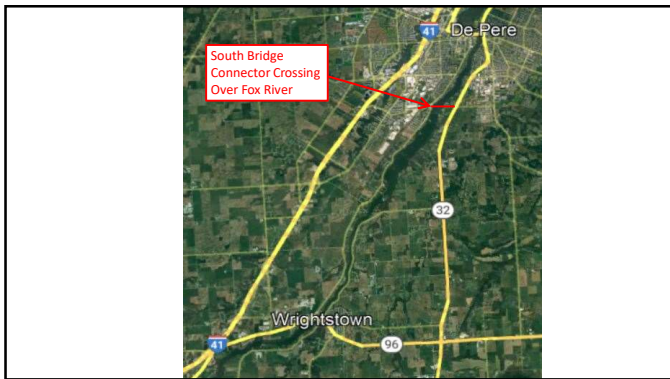 41
De Pere
South Bridge
Connector Crossing
Over Fox River
32
Wrightstown
41
96